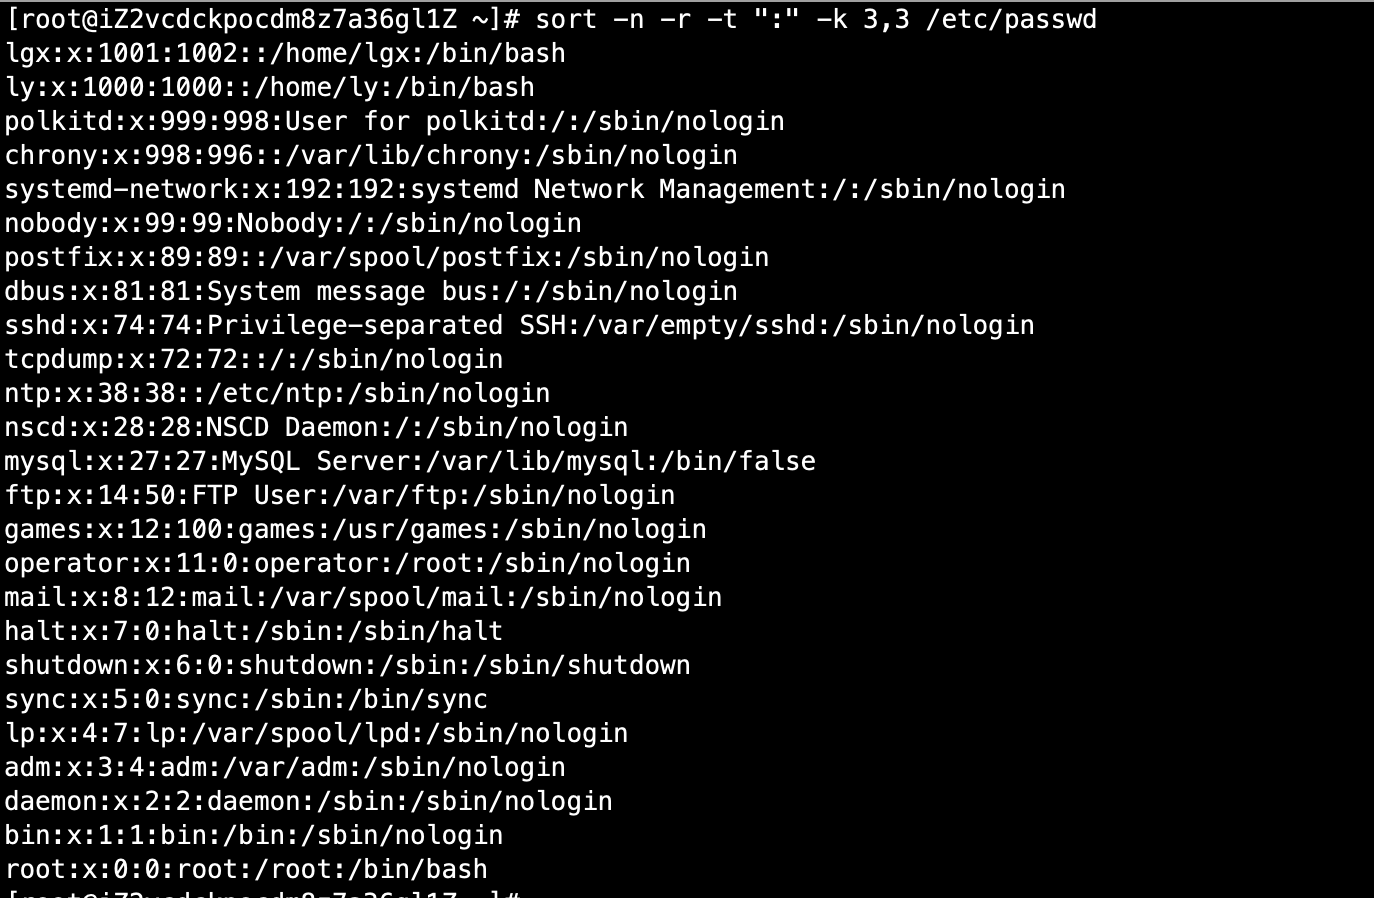 [root@iZ2vcdckpocdm8z7a36gl1Z ~]# sort -n -r -t ":" -k 3,3 /etc/passwd
lgx:x:1001:1002::/home/lgx:/bin/bash
ly:x:1000:1000::/home/ly:/bin/bash
polkitd:x:999:998:User for polkitd:/:/sbin/nologin
chrony:x:998:996::/var/lib/chrony:/sbin/nologin
systemd-network:x:192:192:systemd Network Management:/:/sbin/nologin
nobody:x:99:99:Nobody:/:/sbin/nologin
postfix:x:89:89::/var/spool/postfix:/sbin/nologin
dbus:x:81:81:System message bus:/:/sbin/nologin
sshd:x:74:74:Privilege-separated SSH:/var/empty/sshd:/sbin/nologin
tcpdump:x:72:72::/:/sbin/nologin
ntp:x:38:38::/etc/ntp:/sbin/nologin
nscd:x:28:28:NSCD Daemon:/:/sbin/nologin
mysql:x:27:27:MySQL Server:/var/lib/mysql:/bin/false
ftp:x:14:50:FTP User:/var/ftp:/sbin/nologin
games:x:12:100:games:/usr/games:/sbin/nologin
operator:x:11:0:operator:/root:/sbin/nologin
mail:x:8:12:mail:/var/spool/mail:/sbin/nologin
halt:x:7:0:halt:/sbin:/sbin/halt
shutdown:x:6:0:shutdown:/sbin:/sbin/shutdown
sync:x:5:0:sync:/sbin:/bin/sync
lp:x:4:7:lp:/var/spool/lpd:/sbin/nologin
adm:x:3:4:adm:/var/adm:/sbin/nologin
daemon:x:2:2:daemon:/sbin:/sbin/nologin
bin:x:1:1:bin:/bin:/sbin/nologin
root:x:0:0:root:/root:/bin/bash
[root@iZ2vcdckpocdm8z7a36gl1Z ~]#